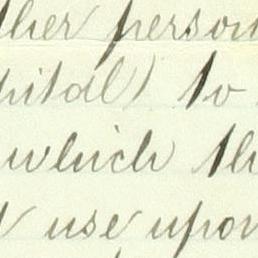 ther person
pital) to
which th
use upon